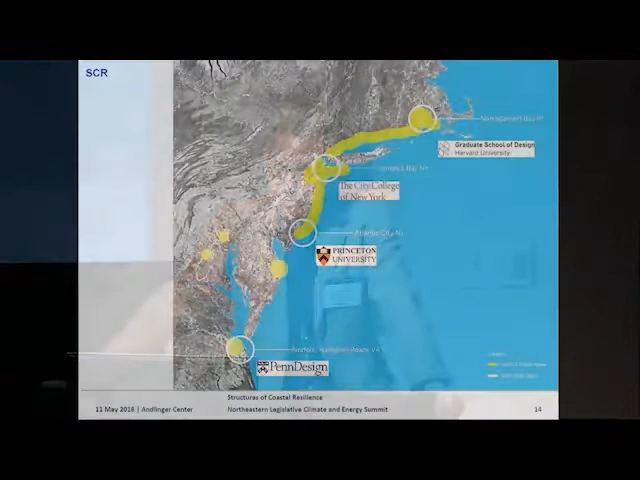 SCR
Narragansett Bay RI
Graduate School of Design
Harvard University
Jamaica Bay NY
The City College
of New York
Atlantic City NJ
PRINCETON
UNIVERSITY
Norfolk, Hampton Roads VA
PennDesign
Structures of Coastal Resilience
11 May 2016 | Andlinger Center
Northeastern Legislative Climate and Energy Summit
14